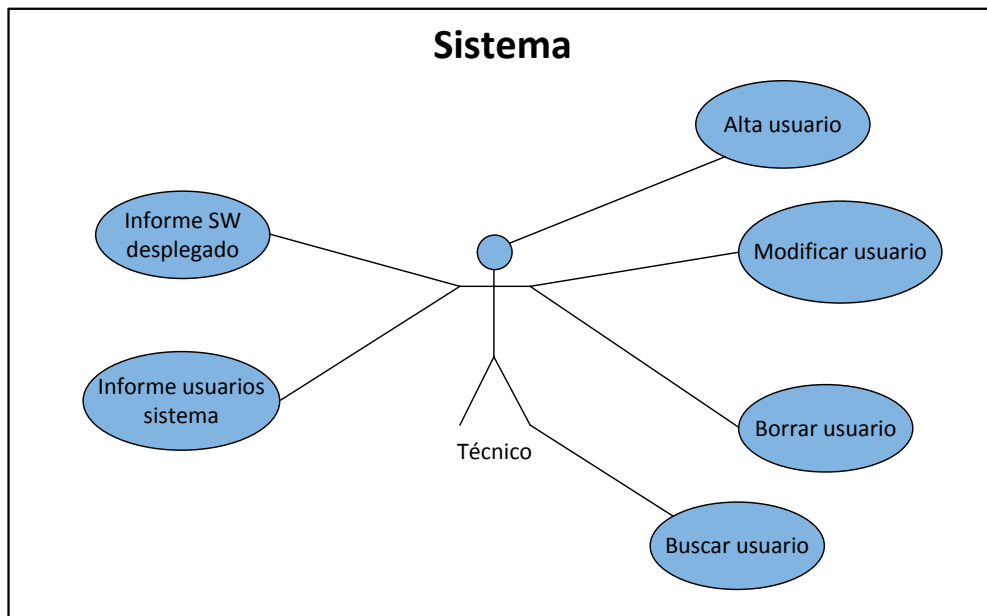 Sistema
Alta usuario
Informe SW
desplegado
Modificar usuario
Informe usuarios
sistema
Borrar usuario
Técnico
Buscar usuario